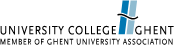 UNIVERSITY COLLEGE GHENT
MEMBER OF GHENT UNIVERSITY ASSOCIATION